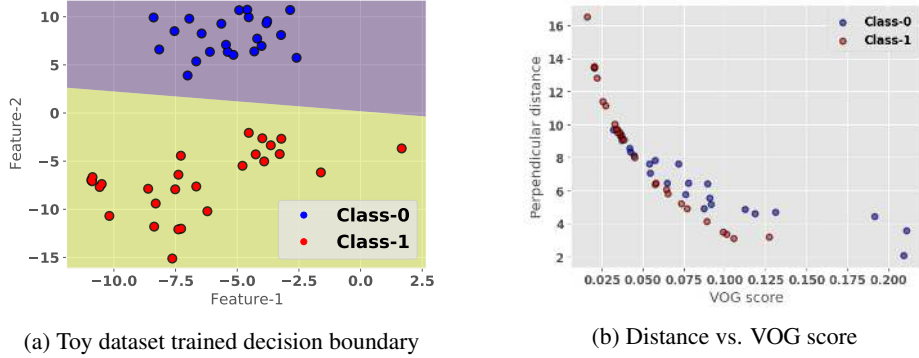 10
5
0
−5
−10
−15
Feature-2
−10.0
−7.5
−5.0
−2.5
0.0
2.5
Feature-1
Class-0
Class-1
(a) Toy dataset trained decision boundary
16
14
12
10
8
6
4
2
Perpendicular distance
0.025
0.050
0.075
0.100
0.125
0.150
0.175
0.200
VOG score
Class-0
Class-1
(b) Distance vs. VOG score